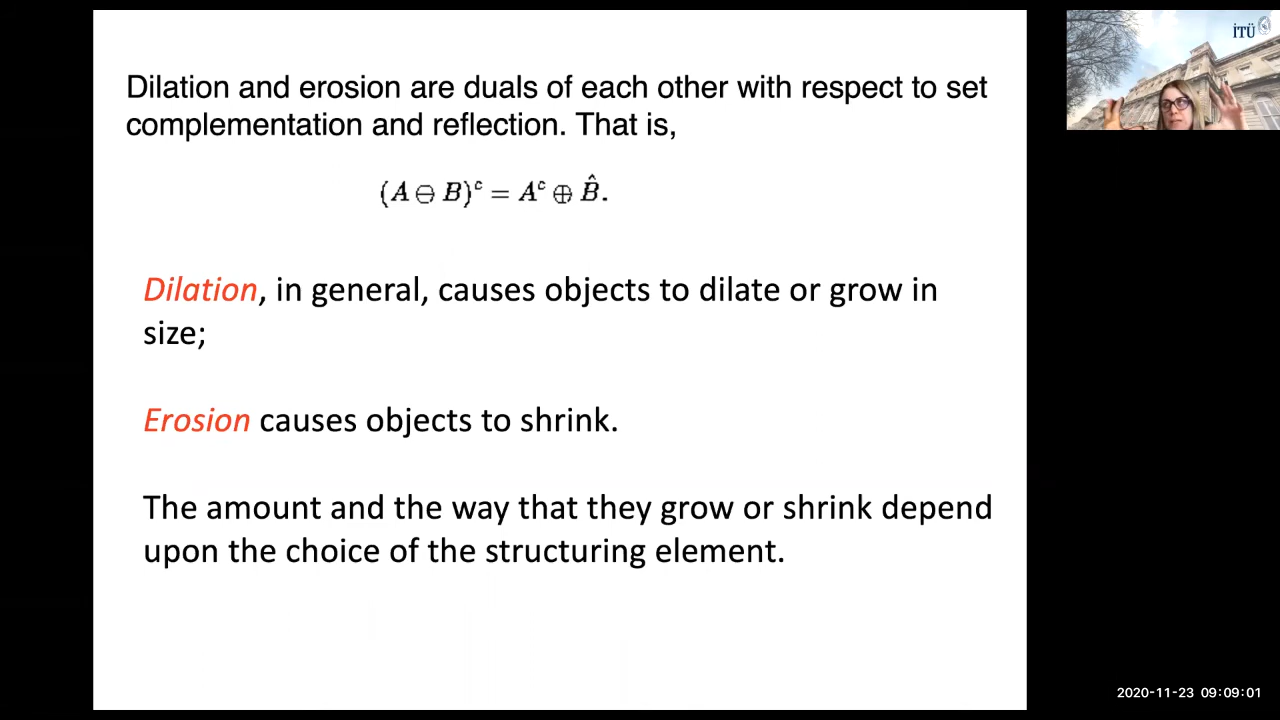 Dilation and erosion are duals of each other with respect to set
complementation and reflection. That is,
(A ⊖ B)ᶜ = Aᶜ ⊕ B̂.
Dilation, in general, causes objects to dilate or grow in
size;
Erosion causes objects to shrink.
The amount and the way that they grow or shrink depend
upon the choice of the structuring element.
İTÜ
2020-11-23 09:09:01